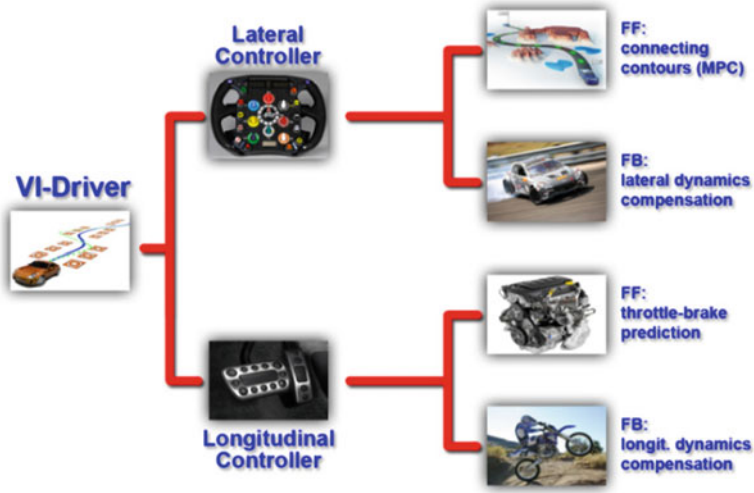 VI-Driver
Lateral
Controller
FF:
connecting
contours (MPC)
FB:
lateral dynamics
compensation
Longitudinal
Controller
FF:
throttle-brake
prediction
FB:
longit. dynamics
compensation